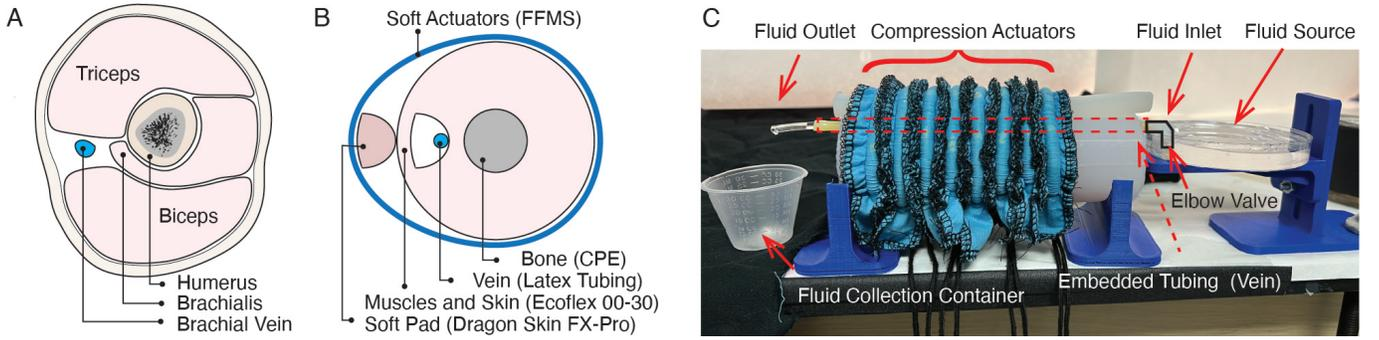 A
Triceps
Biceps
Humerus
Brachialis
Brachial Vein
B
Soft Actuators (FFMS)
Bone (CPE)
Vein (Latex Tubing)
Muscles and Skin (Ecoflex 00-30)
Soft Pad (Dragon Skin FX-Pro)
C
Fluid Outlet
Compression Actuators
Fluid Inlet
Fluid Source
Elbow Valve
Embedded Tubing (Vein)
Fluid Collection Container